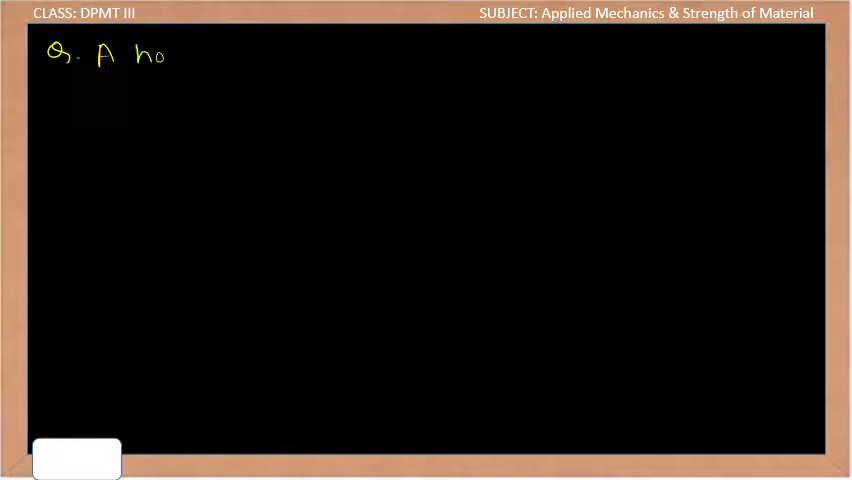 CLASS: DPMT III
SUBJECT: Applied Mechanics & Strength of Material
Q. A ho